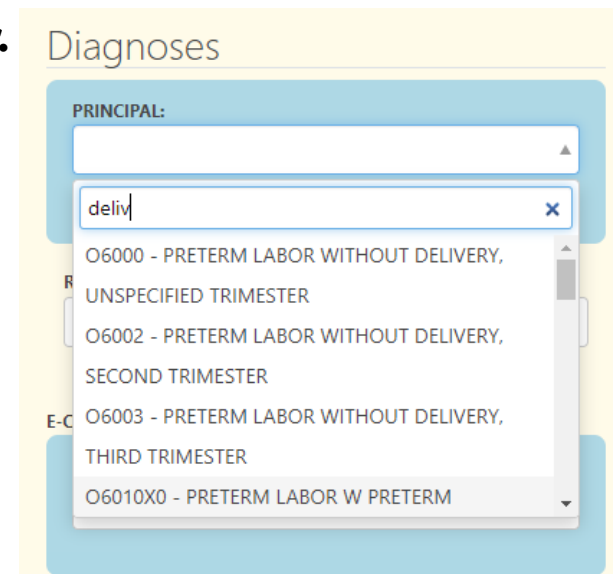 Diagnoses
PRINCIPAL:
deliv
O6000 - PRETERM LABOR WITHOUT DELIVERY,
UNSPECIFIED TRIMESTER
O6002 - PRETERM LABOR WITHOUT DELIVERY,
SECOND TRIMESTER
O6003 - PRETERM LABOR WITHOUT DELIVERY,
THIRD TRIMESTER
O6010X0 - PRETERM LABOR W PRETERM